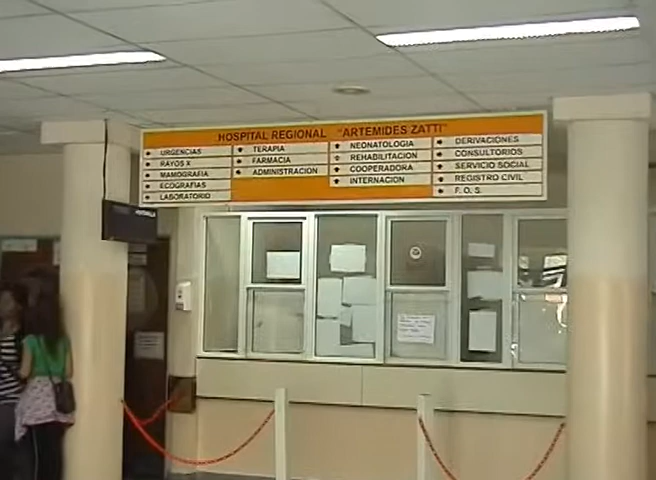 HOSPITAL REGIONAL "ARTEMIDES ZATTI"
URGENCIAS
RAYOS X
MAMOGRAFIA
ECOGRAFIAS
LABORATORIO
TERAPIA
FARMACIA
ADMINISTRACION
NEONATOLOGIA
REHABILITACION
COOPERADORA
INTERNACION
DERIVACIONES
CONSULTORIOS
SERVICIO SOCIAL
REGISTRO CIVIL
F.O.S.